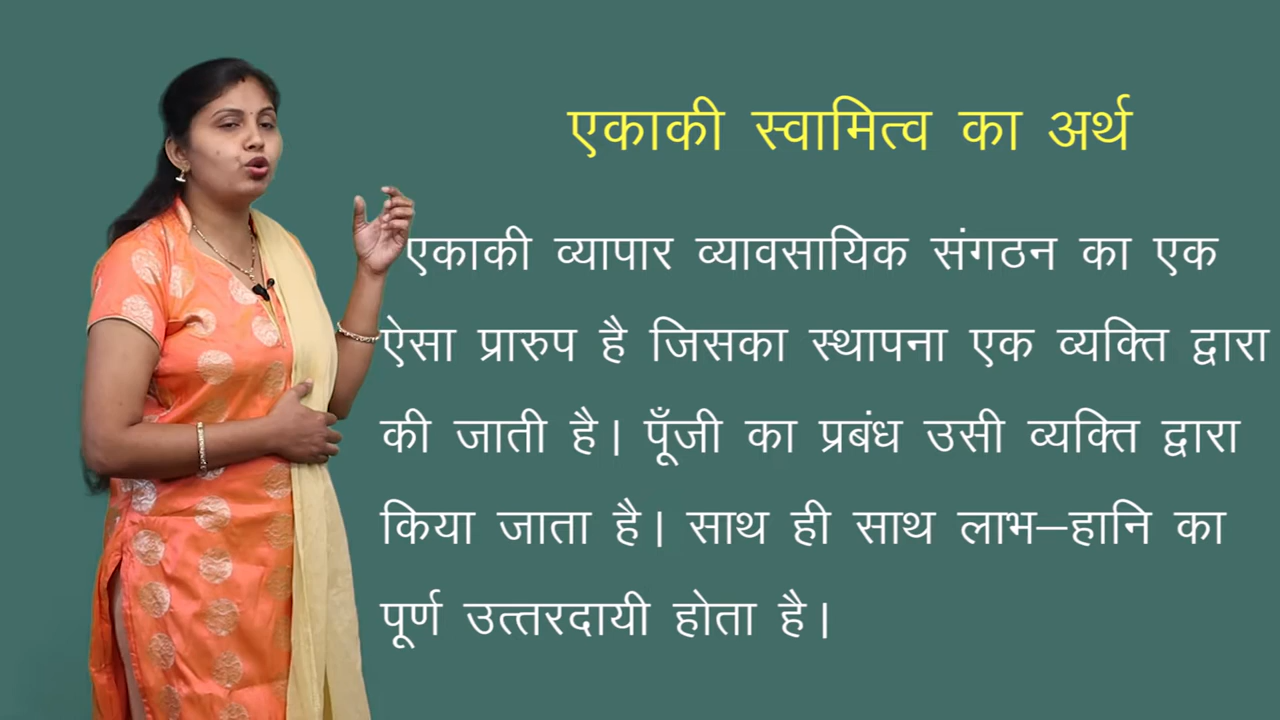 एकाकी स्वामित्व का अर्थ
एकाकी व्यापार व्यावसायिक संगठन का एक
ऐसा प्रारुप है जिसका स्थापना एक व्यक्ति द्वारा
की जाती है। पूँजी का प्रबंध उसी व्यक्ति द्वारा
किया जाता है। साथ ही साथ लाभ–हानि का
पूर्ण उत्तरदायी होता है।